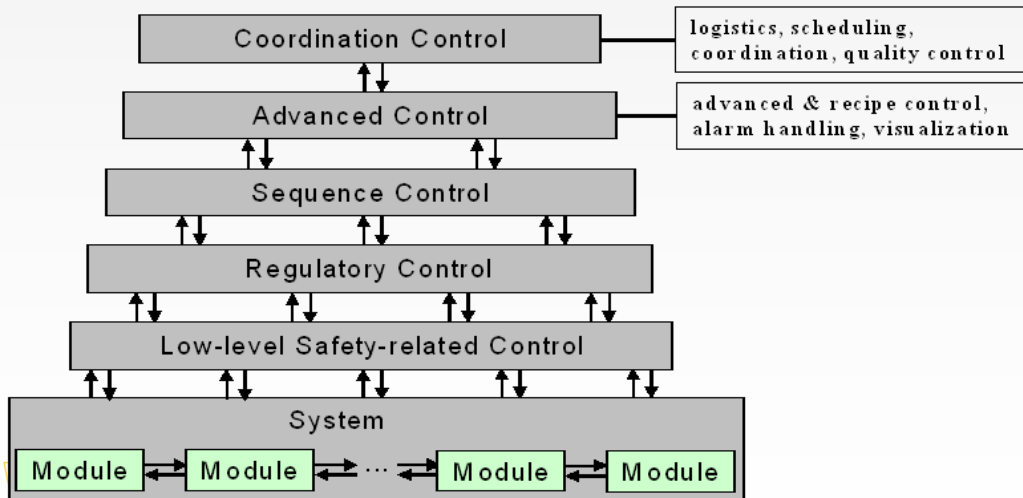 Coordination Control
logistics, scheduling,
coordination, quality control
Advanced Control
advanced & recipe control,
alarm handling, visualization
Sequence Control
Regulatory Control
Low-level Safety-related Control
System
Module Module ... Module Module